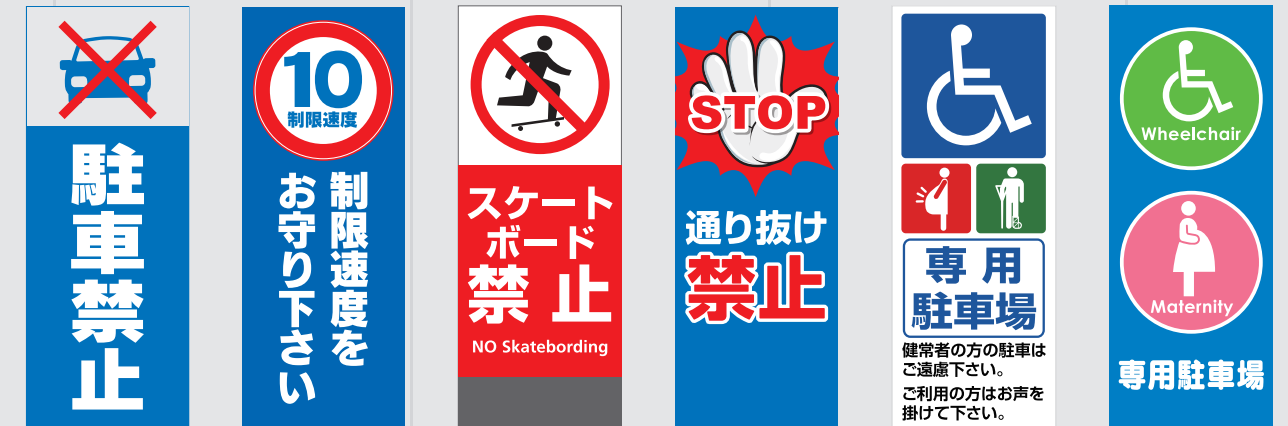 駐車禁止
10
制限速度
制限速度を
お守り下さい
スケート
ボード
禁止
NO Skatebording
STOP
通り抜け
禁止
専用
駐車場
健常者の方の駐車は
ご遠慮下さい。
ご利用の方はお声を
掛けて下さい。
Wheelchair
Maternity
専用駐車場